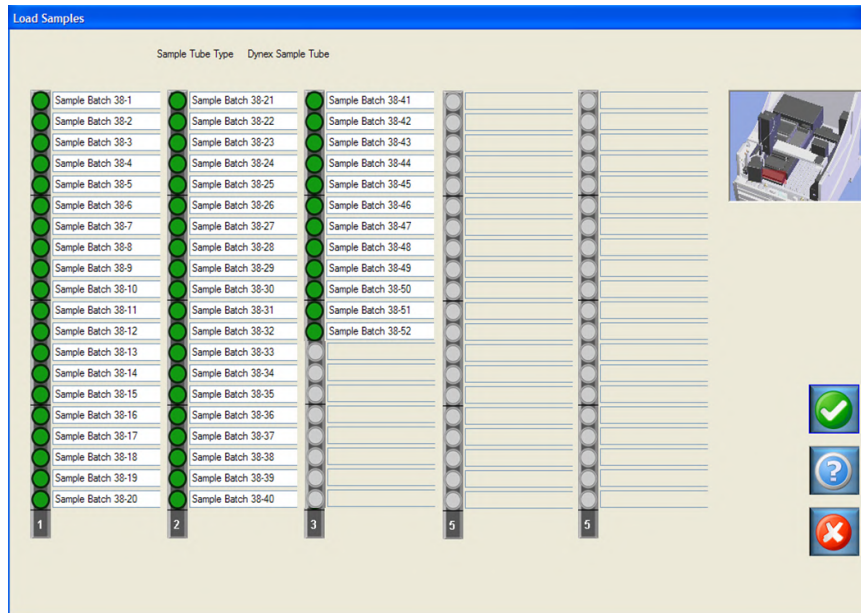 Load Samples
Sample Tube Type Dynex Sample Tube
Sample Batch 38-1
Sample Batch 38-2
Sample Batch 38-3
Sample Batch 38-4
Sample Batch 38-5
Sample Batch 38-6
Sample Batch 38-7
Sample Batch 38-8
Sample Batch 38-9
Sample Batch 38-10
Sample Batch 38-11
Sample Batch 38-12
Sample Batch 38-13
Sample Batch 38-14
Sample Batch 38-15
Sample Batch 38-16
Sample Batch 38-17
Sample Batch 38-18
Sample Batch 38-19
Sample Batch 38-20
1
Sample Batch 38-21
Sample Batch 38-22
Sample Batch 38-23
Sample Batch 38-24
Sample Batch 38-25
Sample Batch 38-26
Sample Batch 38-27
Sample Batch 38-28
Sample Batch 38-29
Sample Batch 38-30
Sample Batch 38-31
Sample Batch 38-32
Sample Batch 38-33
Sample Batch 38-34
Sample Batch 38-35
Sample Batch 38-36
Sample Batch 38-37
Sample Batch 38-38
Sample Batch 38-39
Sample Batch 38-40
2
Sample Batch 38-41
Sample Batch 38-42
Sample Batch 38-43
Sample Batch 38-44
Sample Batch 38-45
Sample Batch 38-46
Sample Batch 38-47
Sample Batch 38-48
Sample Batch 38-49
Sample Batch 38-50
Sample Batch 38-51
Sample Batch 38-52
3
5
5